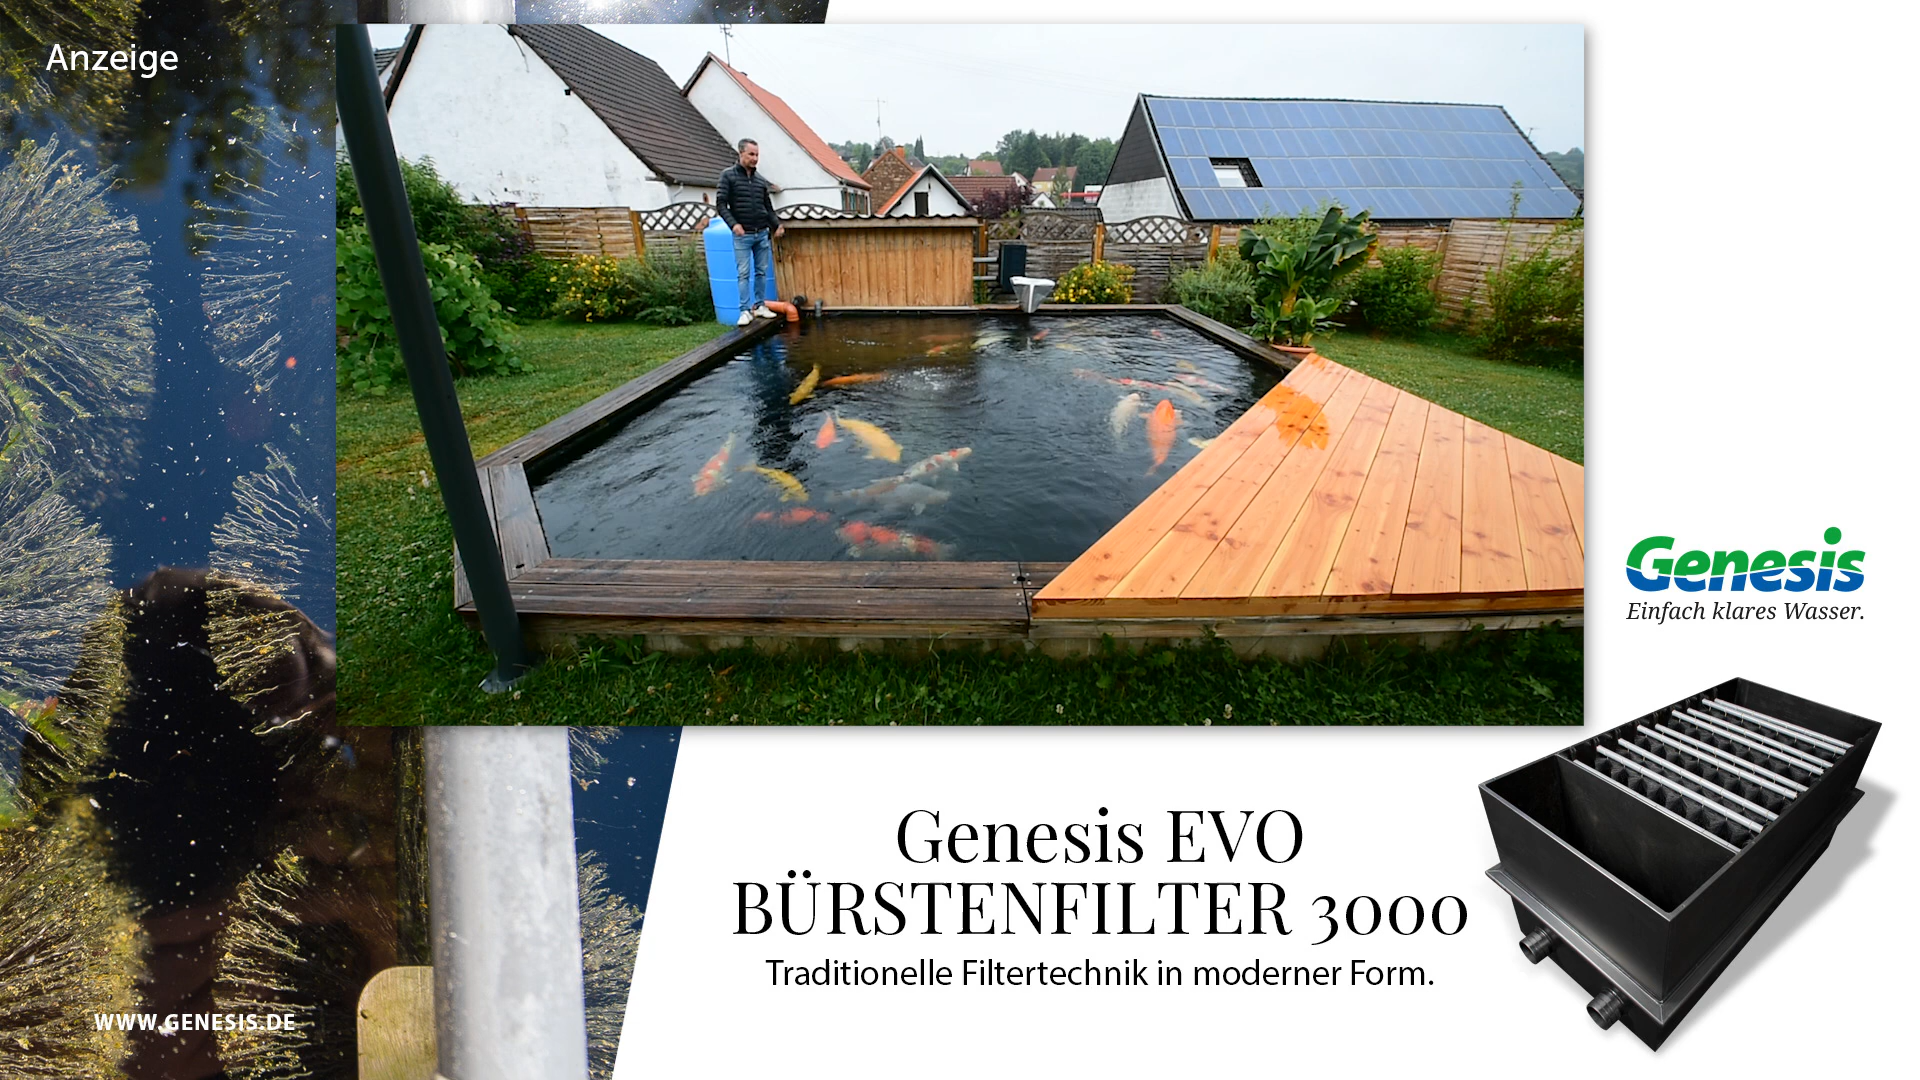 Anzeige
Genesis
Einfach klares Wasser.
Genesis EVO
BÜRSTENFILTER 3000
Traditionelle Filtertechnik in moderner Form.
WWW.GENESIS.DE